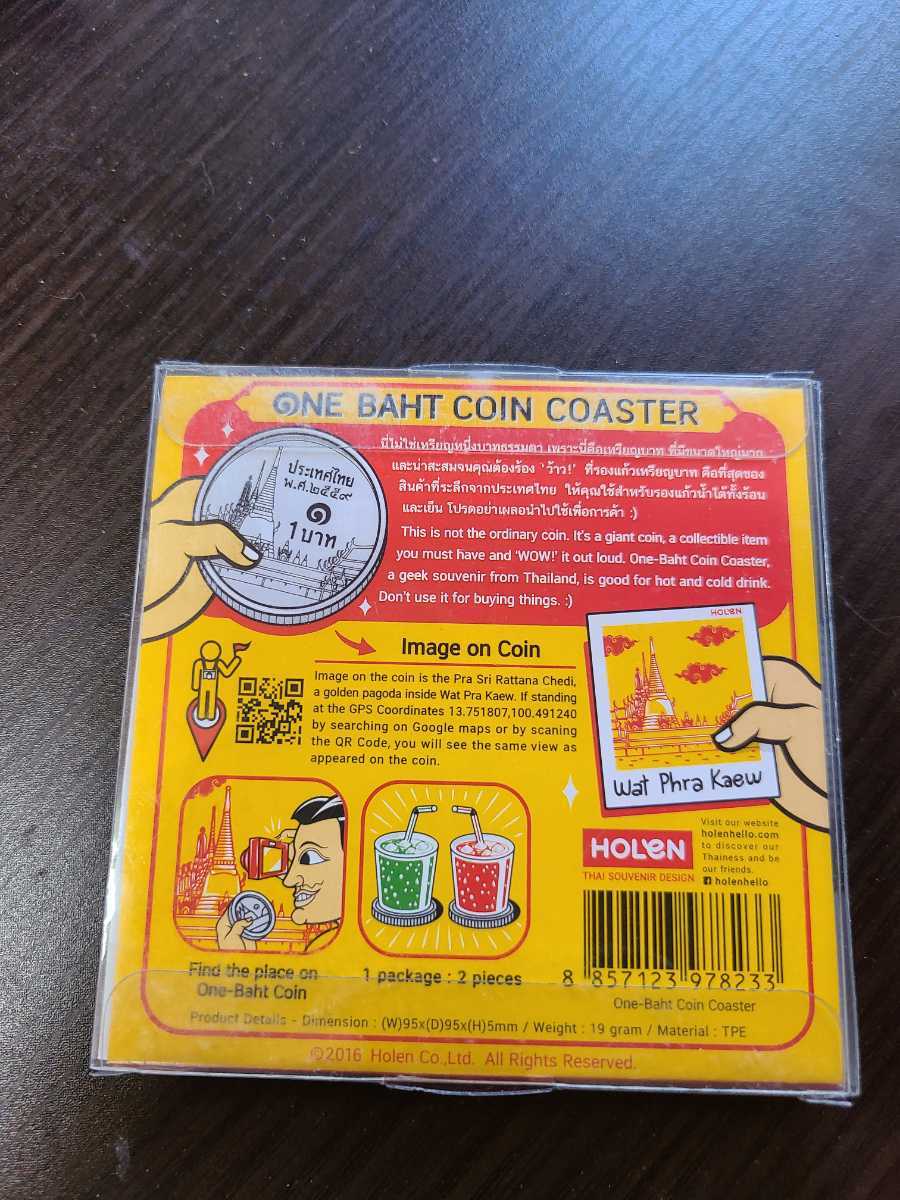 ๑NE BAHT COIN COASTER
นี่ไม่ใช่เหรียญหนึ่งบาทธรรมดา เพราะนี่คือเหรียญบาท ที่มีขนาดใหญ่มาก
และน่าสะสมจนคุณต้องร้อง 'ว้าว!' ที่รองแก้วเหรียญบาท คือที่สุดของ
สินค้าที่ระลึกจากประเทศไทย ให้คุณใช้สำหรับรองแก้วน้ำได้ทั้งร้อน
และเย็น โปรดอย่าเผลอนำไปใช้เพื่อการค้า :)
This is not the ordinary coin. It's a giant coin, a collectible item
you must have and 'WOW!' it out loud. One-Baht Coin Coaster,
a geek souvenir from Thailand, is good for hot and cold drink.
Don't use it for buying things. ;)
ประเทศไทย
พ.ศ.๒๕๕๙
๑
1 บาท
Image on Coin
Image on the coin is the Pra Sri Rattana Chedi,
a golden pagoda inside Wat Pra Kaew. If standing
at the GPS Coordinates 13.751807,100.491240
by searching on Google maps or by scaning
the QR Code, you will see the same view as
appeared on the coin.
HOLEN
Wat Phra Kaew
HOLEN
THAI SOUVENIR DESIGN
Visit our website
holenhello.com
to discover our
Thainess and be
our friends.
holenhello
Find the place on
One-Baht Coin
1 package : 2 pieces
8 857123 978233
One-Baht Coin Coaster
Product Details - Dimension : (W)95x(D)95x(H)5mm / Weight : 19 gram / Material : TPE
©2016 Holen Co.,Ltd. All Rights Reserved.